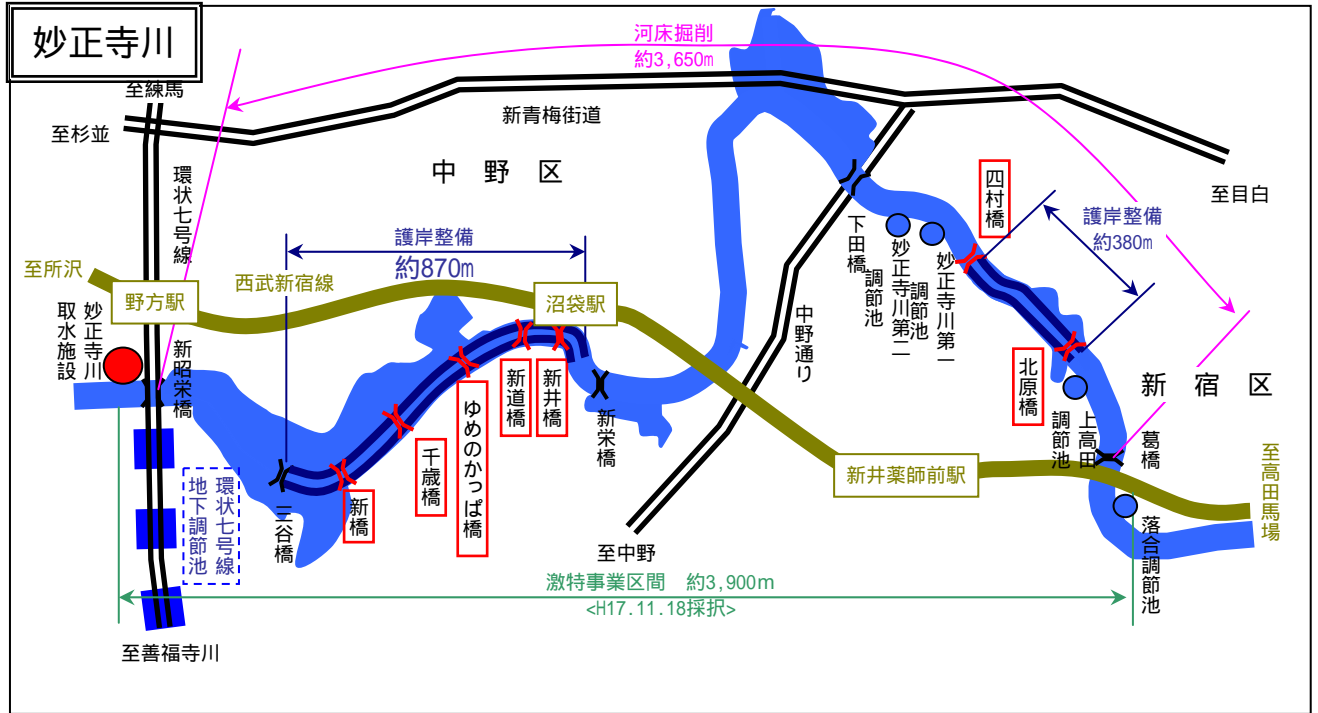 妙正寺川
河床掘削
約3,650m
至練馬
至杉並
新青梅街道
中野区
環状七号線
至目白
四村橋
護岸整備
約380m
護岸整備
約870m
至所沢
西武新宿線
野方駅
沼袋駅
下田橋
妙正寺川第二
調節池
妙正寺川第一
調節池
中野通り
妙正寺川
取水施設
新昭栄橋
新道橋
新井橋
ゆめのかっぱ橋
千歳橋
新橋
三谷橋
新栄橋
北原橋
新宿区
上高田
調節池
葛橋
新井薬師前駅
至高田馬場
環状七号線
地下調節池
落合調節池
至中野
激特事業区間 約3,900m
<H17.11.18採択>
至善福寺川